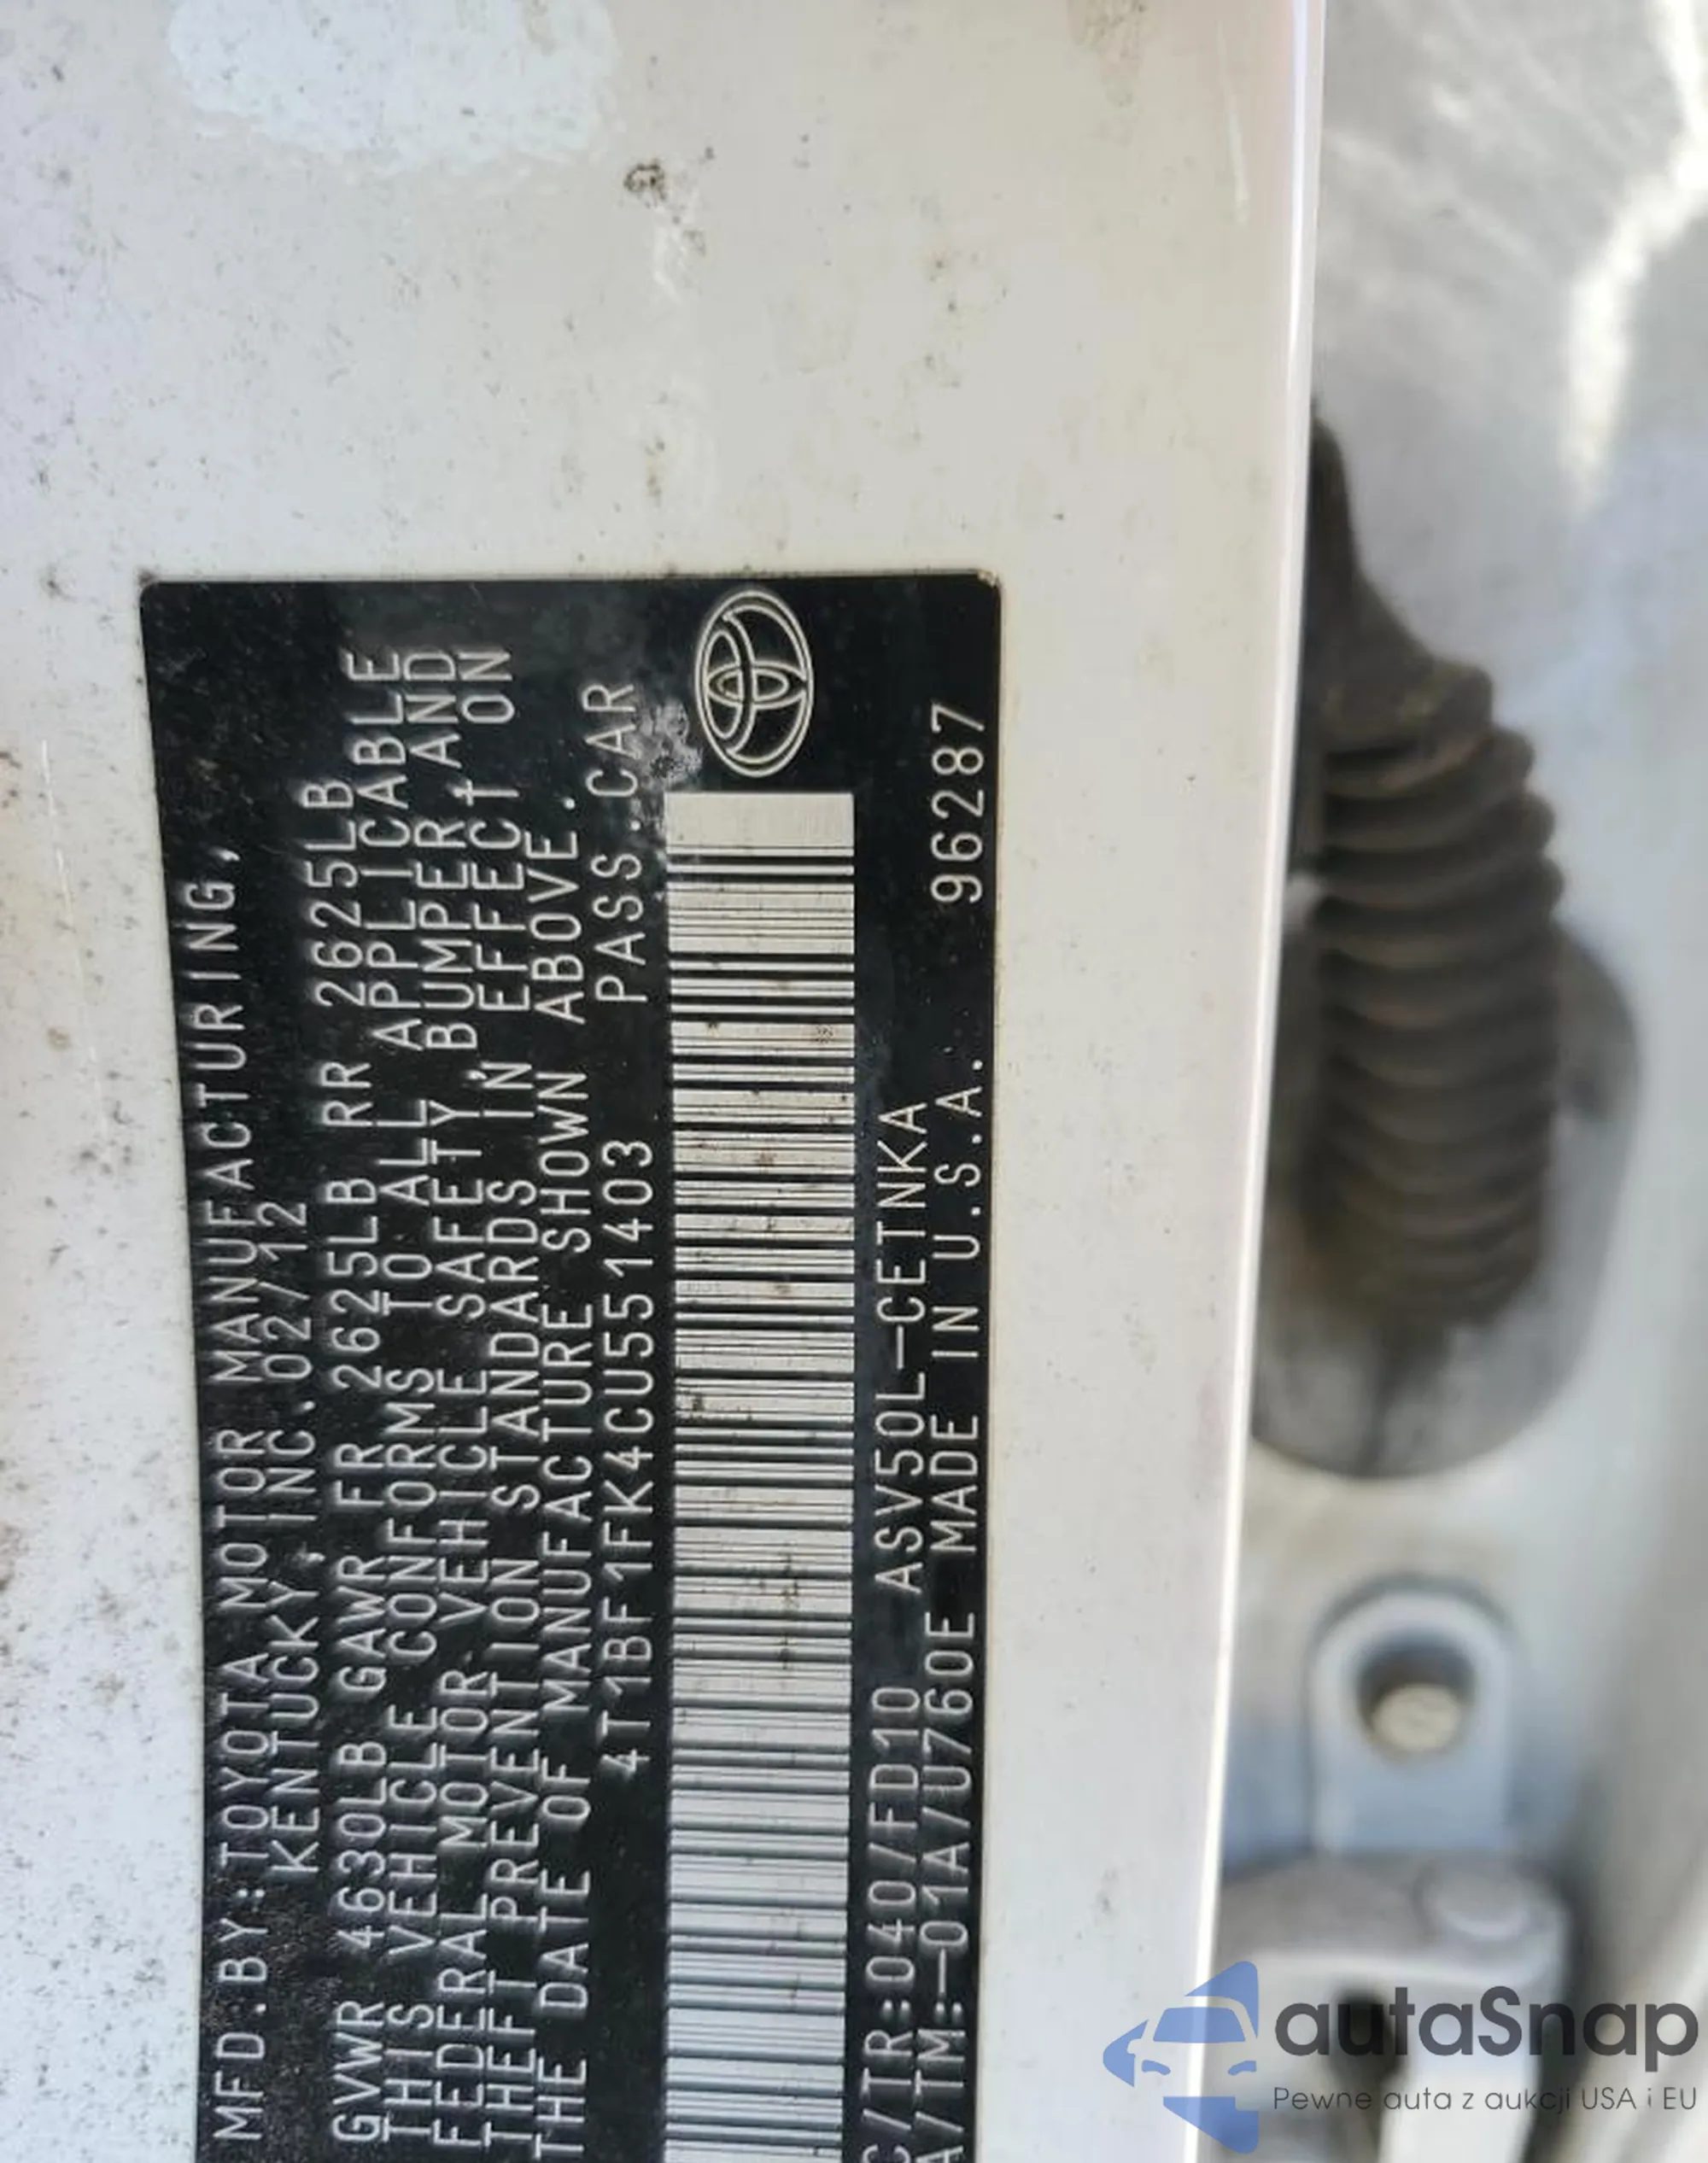 MFD.BY:TOYOTA MOTOR MANUFACTURING,
KENTUCKY, INC.02/12
GVWR 4630LB GAWR FR 2625LB RR 2625LB
THIS VEHICLE CONFORMS TO ALL APPLICABLE
FEDERAL MOTOR VEHICLE SAFETY, BUMPER, AND
THEFT PREVENTION STANDARDS IN EFFECT ON
THE DATE OF MANUFACTURE SHOWN ABOVE.
4T1BF1FK4CU551403 PASS.CAR
C/TR:040/FD10 ASV50L-CETNKA
A/TM:-01A/U760E MADE IN U.S.A. 96287
autaSnap
Pewne auta z aukcji USA i EU